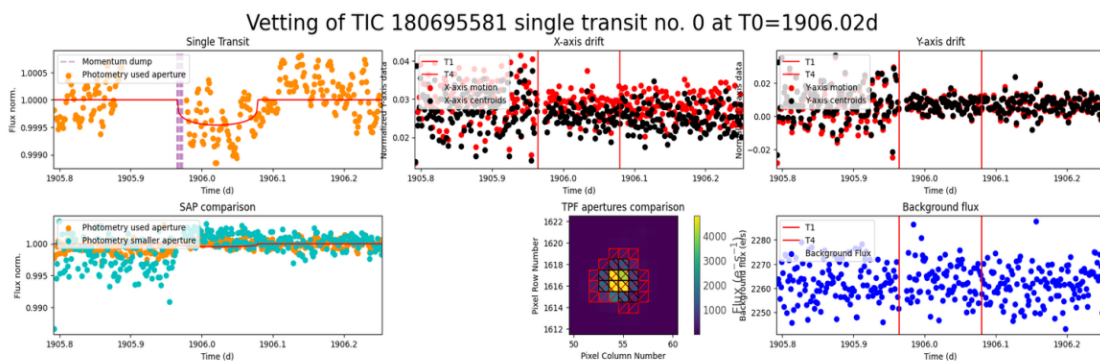 Vetting of TIC 180695581 single transit no. 0 at T0=1906.02d
Single Transit
Momentum dump
Photometry used aperture
1.0005
1.0000
0.9995
0.9990
Flux norm.
1905.8 1905.9 1906.0 1906.1 1906.2
Time (d)
X-axis drift
T1
T4
X-axis motion
X-axis centroids
0.04
0.03
0.02
1905.8 1905.9 1906.0 1906.1 1906.2
Time (d)
Y-axis drift
T1
T4
Y-axis motion
Y-axis centroids
0.02
0.00
−0.02
1905.8 1905.9 1906.0 1906.1 1906.2
Time (d)
SAP comparison
Photometry used aperture
Photometry smaller aperture
1.000
0.995
0.990
Flux norm.
1905.8 1905.9 1906.0 1906.1 1906.2
Time (d)
TPF apertures comparison
1622
1620
1618
1616
1614
1612
Pixel Row Number
50 55 60
Pixel Column Number
4000
3000
2000
1000
0
Flux (e⁻s⁻¹)
Background flux
T1
T4
Background Flux
2280
2270
2260
2250
Background flux (e/s)
1905.8 1905.9 1906.0 1906.1 1906.2
Time (d)